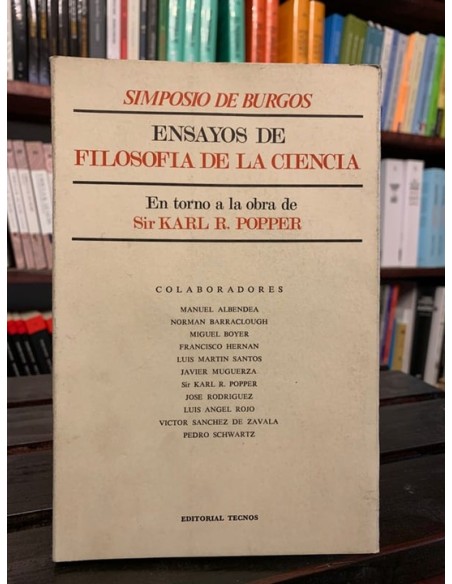 SIMPOSIO DE BURGOS
ENSAYOS DE
FILOSOFIA DE LA CIENCIA
En torno a la obra de
Sir KARL R. POPPER
COLABORADORES
MANUEL ALBENDEA
NORMAN BARRACLOUGH
MIGUEL BOYER
FRANCISCO HERNAN
LUIS MARTIN SANTOS
JAVIER MUGUERZA
Sir KARL R. POPPER
JOSE RODRIGUEZ
LUIS ANGEL ROJO
VICTOR SANCHEZ DE ZAVALA
PEDRO SCHWARTZ
EDITORIAL TECNOS